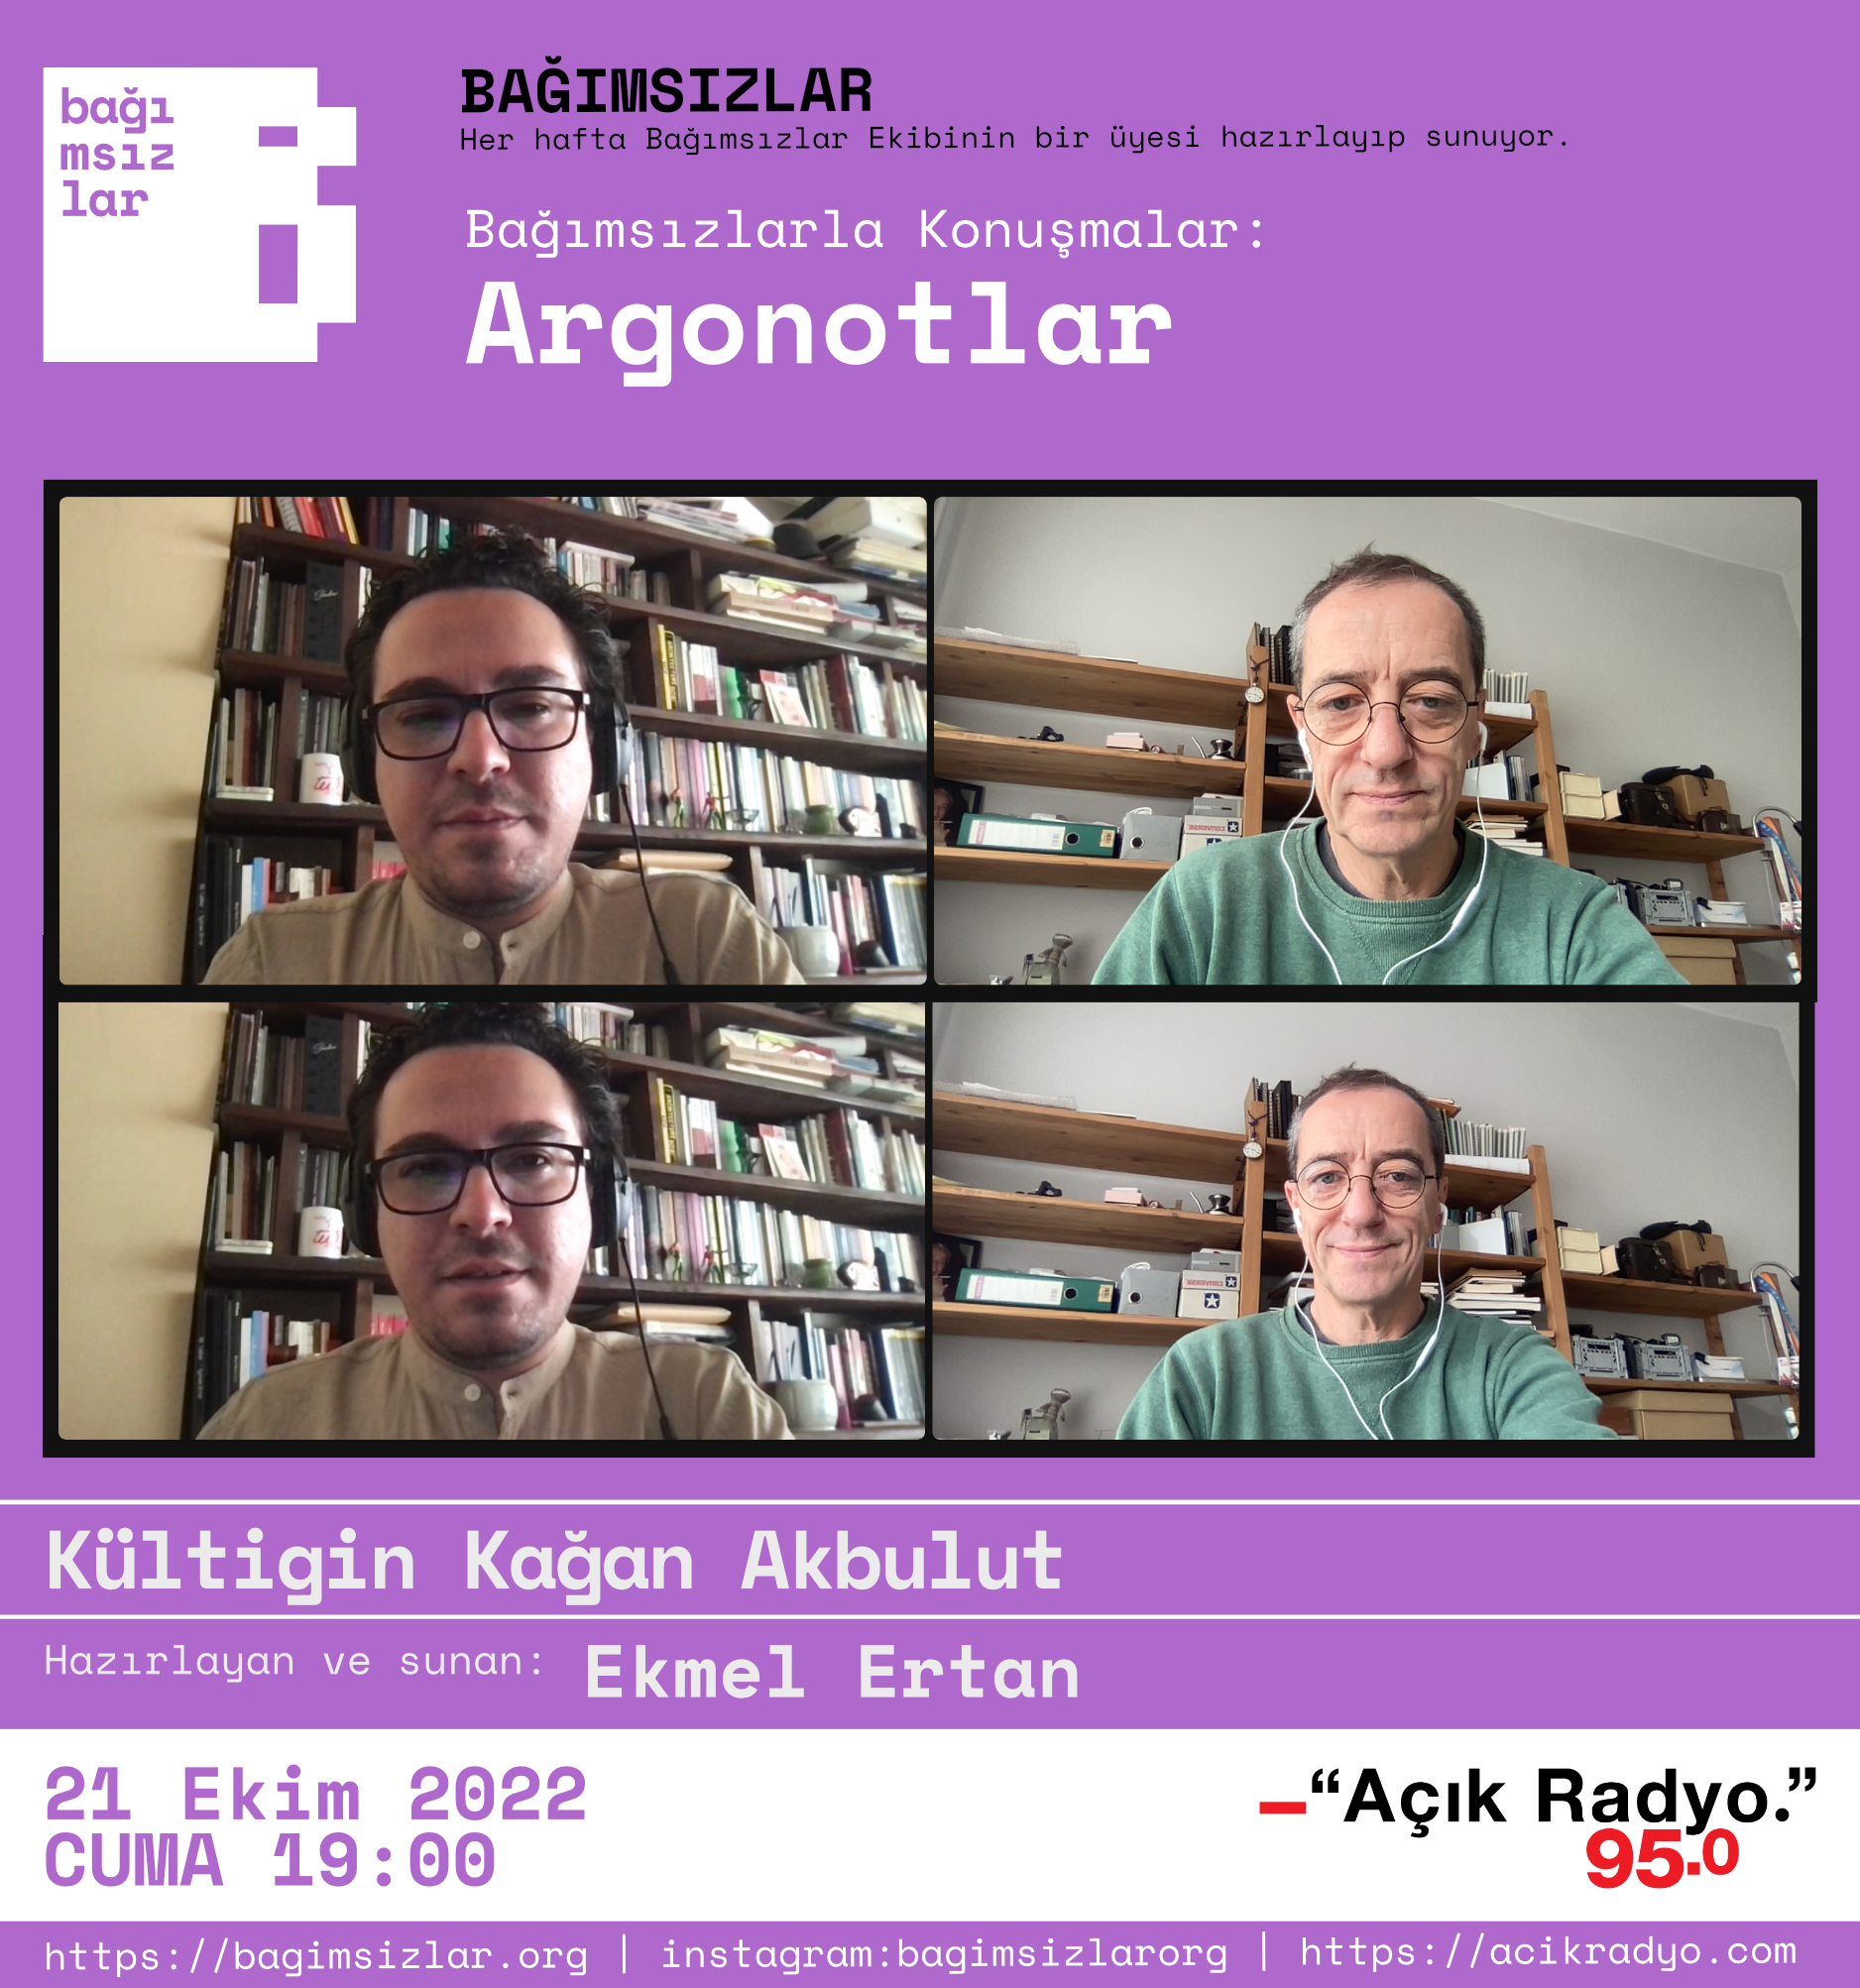 bağı
msız
lar
BAĞIMSIZLAR
Her hafta Bağımsızlar Ekibinin bir üyesi hazırlayıp sunuyor.
Bağımsızlarla Konuşmalar:
Argonotlar
Kültigin Kağan Akbulut
Hazırlayan ve sunan: Ekmel Ertan
21 Ekim 2022
CUMA 19:00
–“Açık Radyo.”
95.0
https://bagimsizlar.org | instagram:bagimsizlarorg | https://acikradyo.com